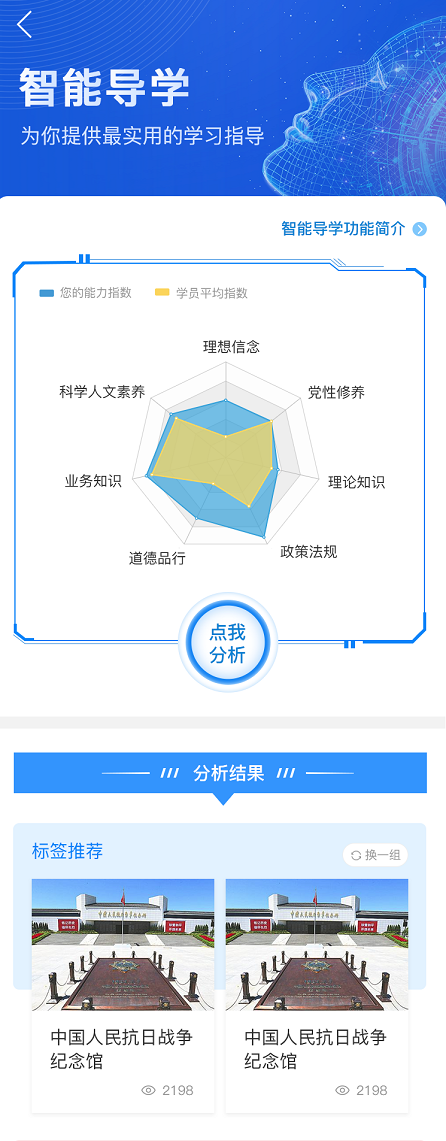 智能导学
为你提供最实用的学习指导
智能导学功能简介
您的能力指数
学员平均指数
理想信念
科学人文素养
党性修养
业务知识
理论知识
道德品行
政策法规
点我
分析
分析结果
标签推荐
换一组
中国人民抗日战争
纪念馆
2198
中国人民抗日战争
纪念馆
2198